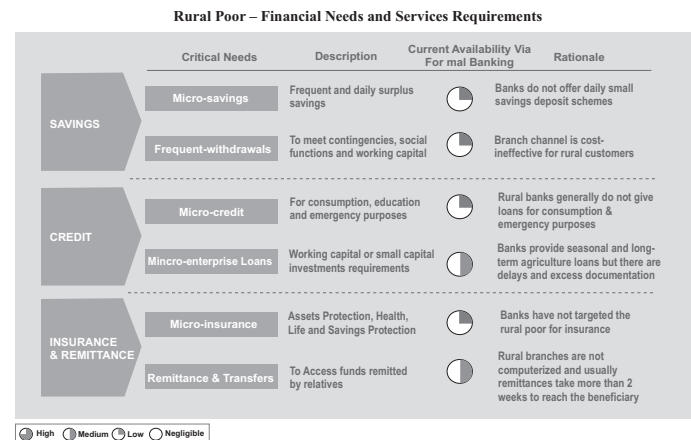 Rural Poor – Financial Needs and Services Requirements
Critical Needs
Description
Current Availability Via
For mal Banking
Rationale
SAVINGS
Micro-savings
Frequent and daily surplus
savings
Banks do not offer daily small
savings deposit schemes
Frequent-withdrawals
To meet contingencies, social
functions and working capital
Branch channel is cost-
ineffective for rural customers
CREDIT
Micro-credit
For consumption, education
and emergency purposes
Rural banks generally do not give
loans for consumption &
emergency purposes
Mincro-enterprise Loans
Working capital or small capital
investments requirements
Banks provide seasonal and long-
term agriculture loans but there are
delays and excess documentation
INSURANCE
& REMITTANCE
Micro-insurance
Assets Protection, Health,
Life and Savings Protection
Banks have not targeted the
rural poor for insurance
Remittance & Transfers
To Access funds remitted
by relatives
Rural branches are not
computerized and usually
remittances take more than 2
weeks to reach the beneficiary
High Medium Low Negligible